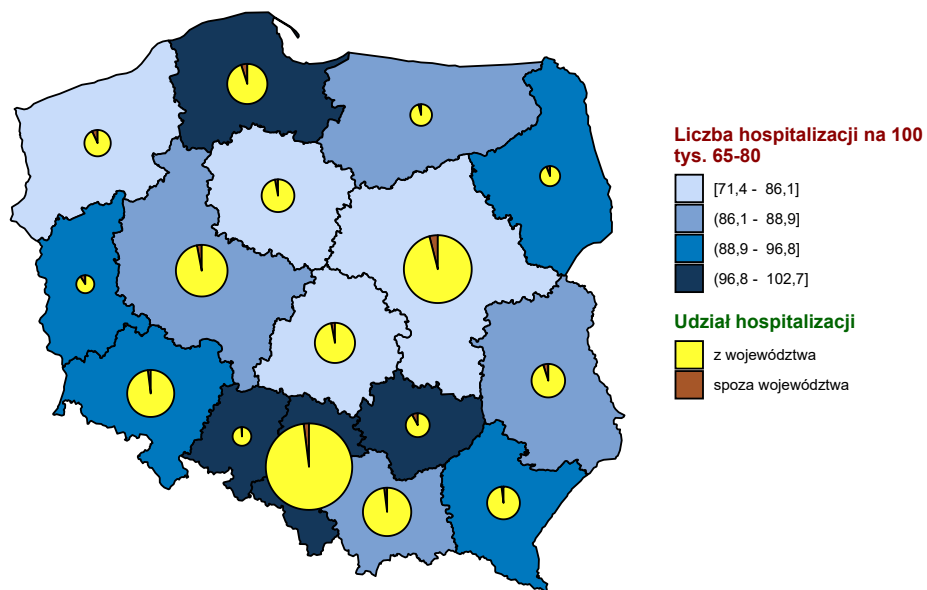 Liczba hospitalizacji na 100
tys. 65-80
[71,4 - 86,1]
(86,1 - 88,9]
(88,9 - 96,8]
(96,8 - 102,7]
Udział hospitalizacji
z województwa
spoza województwa